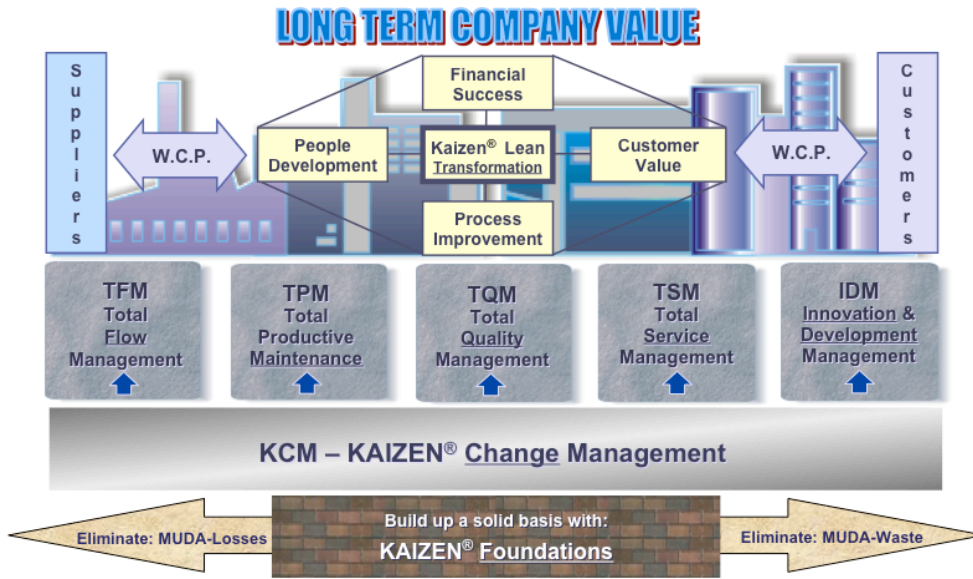 LONG TERM COMPANY VALUE
Suppliers
W.C.P.
People
Development
Financial
Success
Kaizen® Lean
Transformation
Process
Improvement
Customer
Value
W.C.P.
Customers
TFM
Total
Flow
Management
TPM
Total
Productive
Maintenance
TQM
Total
Quality
Management
TSM
Total
Service
Management
IDM
Innovation &
Development
Management
KCM – KAIZEN® Change Management
Eliminate: MUDA-Losses
Build up a solid basis with:
KAIZEN® Foundations
Eliminate: MUDA-Waste